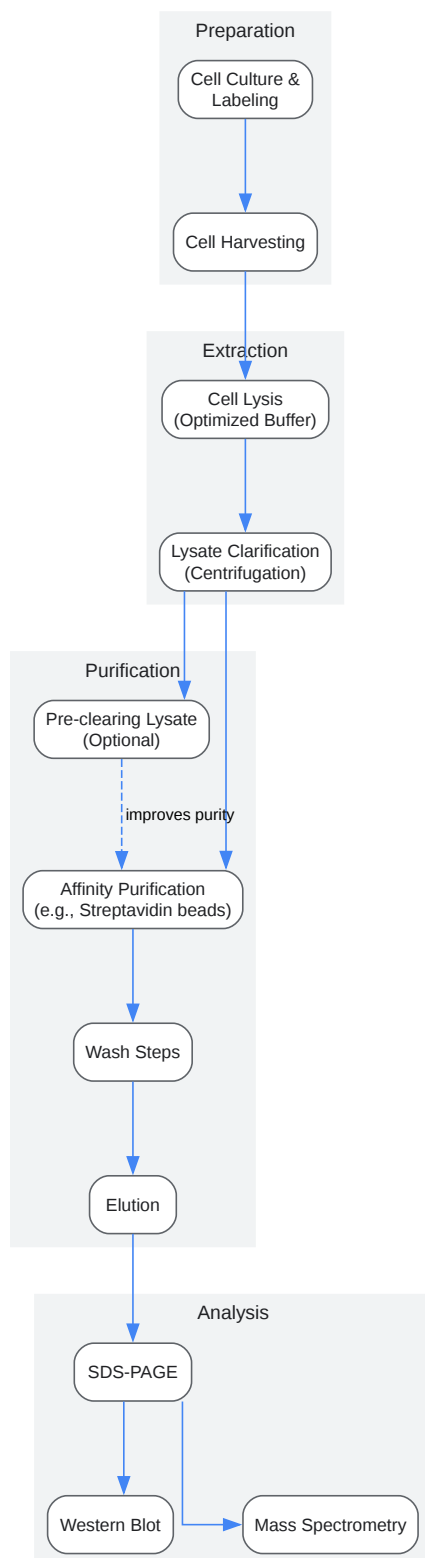 Preparation
Cell Culture &
Labeling
Cell Harvesting
Extraction
Cell Lysis
(Optimized Buffer)
Lysate Clarification
(Centrifugation)
Purification
Pre-clearing Lysate
(Optional)
improves purity
Affinity Purification
(e.g., Streptavidin beads)
Wash Steps
Elution
Analysis
SDS-PAGE
Western Blot
Mass Spectrometry